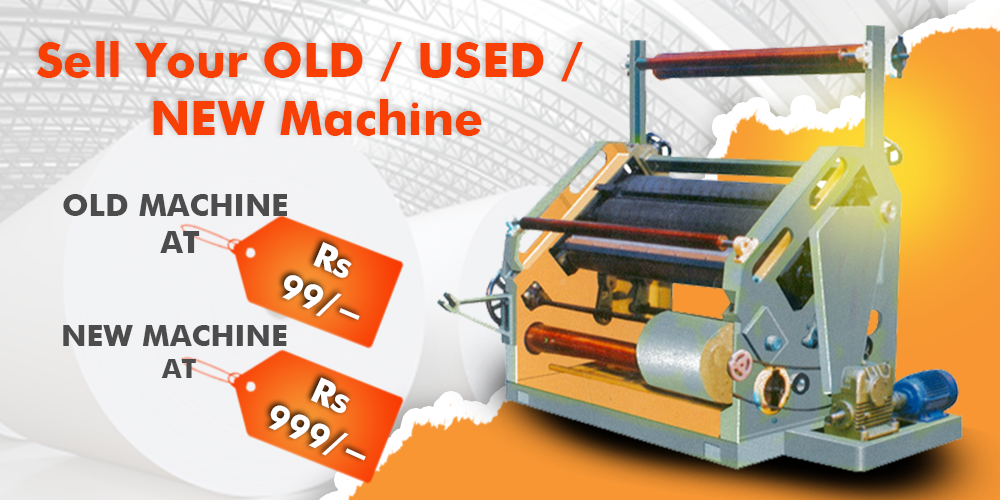 Sell Your OLD / USED /
NEW Machine
OLD MACHINE
AT
Rs
99/–
NEW MACHINE
AT
Rs
999/–